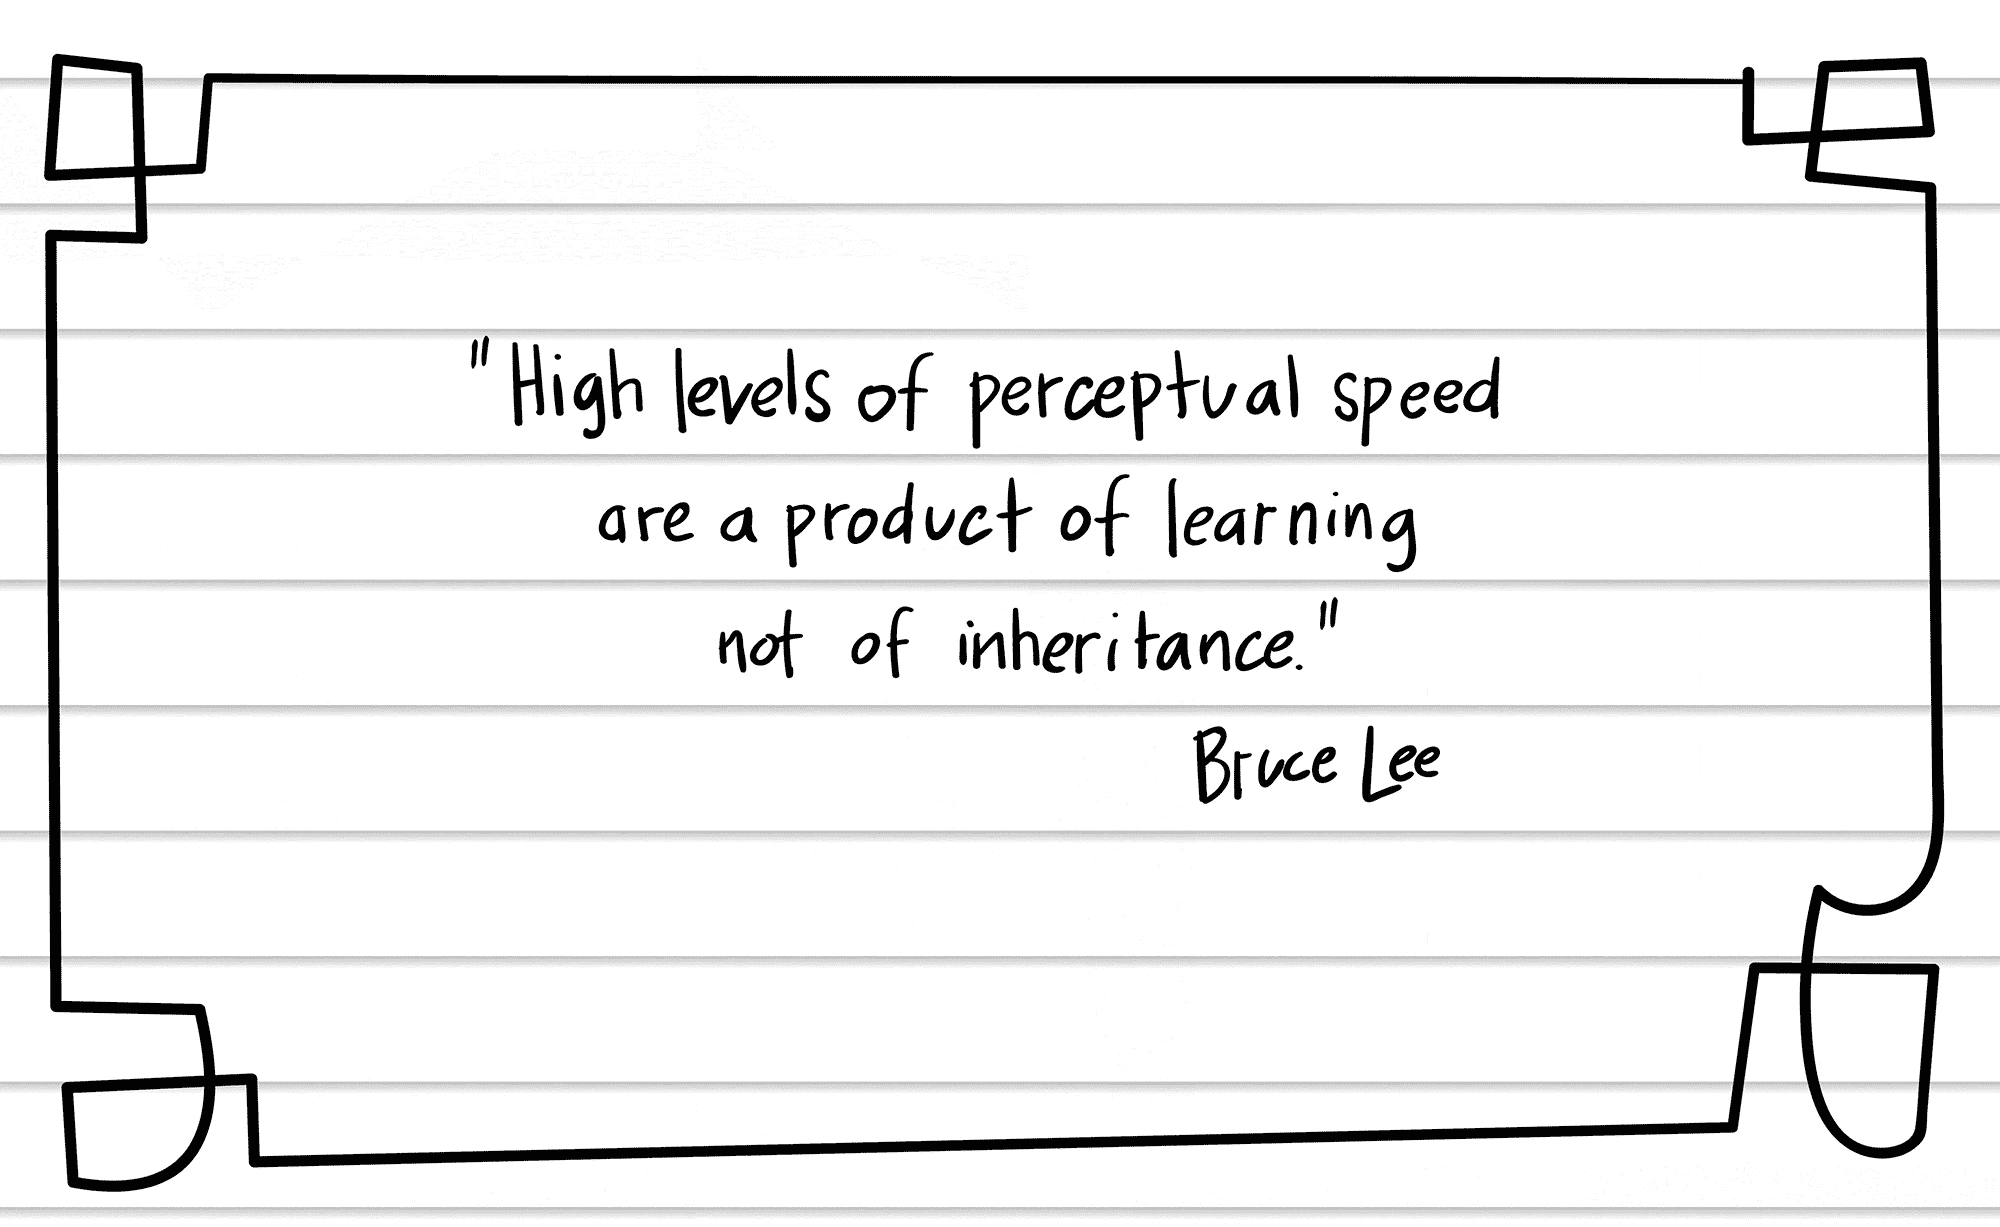 "High levels of perceptual speed
are a product of learning
not of inheritance."
Bruce Lee